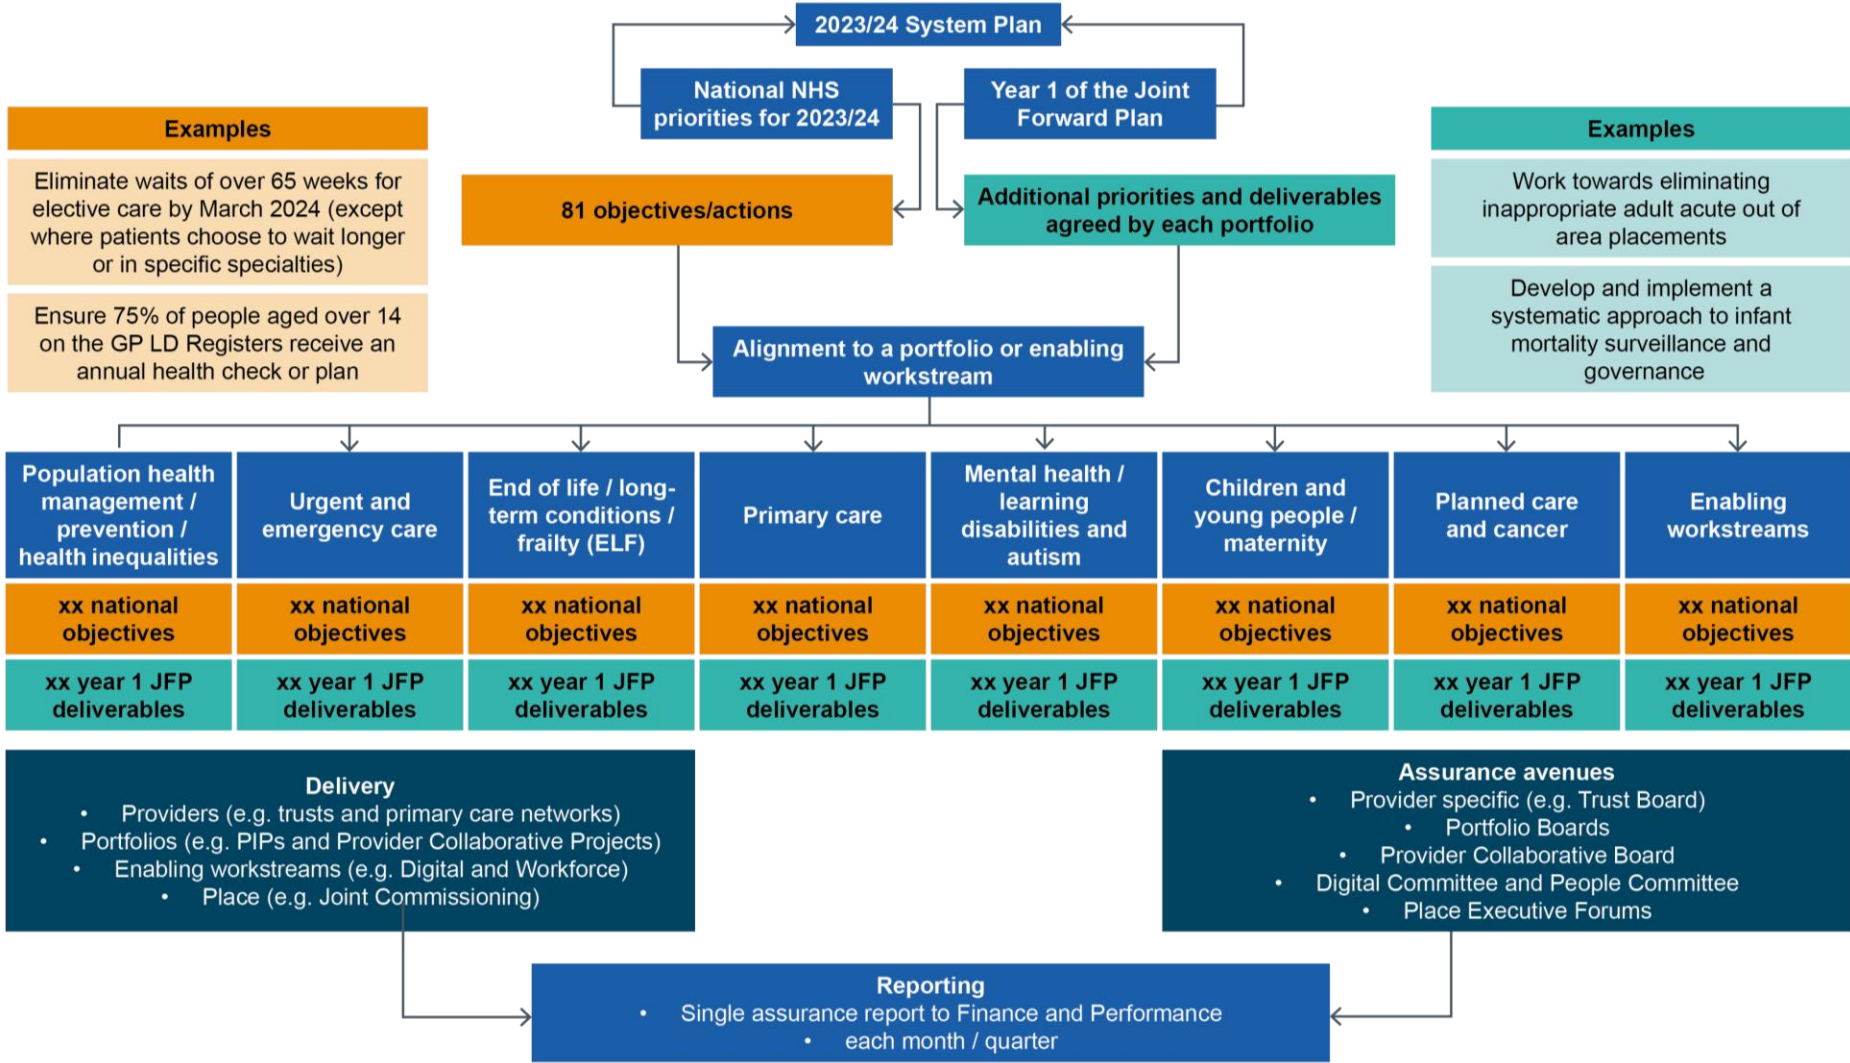 2023/24 System Plan
National NHS
priorities for 2023/24
Year 1 of the Joint
Forward Plan
Examples
Eliminate waits of over 65 weeks for
elective care by March 2024 (except
where patients choose to wait longer
or in specific specialties)
Ensure 75% of people aged over 14
on the GP LD Registers receive an
annual health check or plan
81 objectives/actions
Additional priorities and deliverables
agreed by each portfolio
Examples
Work towards eliminating
inappropriate adult acute out of
area placements
Develop and implement a
systematic approach to infant
mortality surveillance and
governance
Alignment to a portfolio or enabling
workstream
Population health
management /
prevention /
health inequalities
Urgent and
emergency care
End of life / long-
term conditions /
frailty (ELF)
Primary care
Mental health /
learning
disabilities and
autism
Children and
young people /
maternity
Planned care
and cancer
Enabling
workstreams
xx national
objectives
xx national
objectives
xx national
objectives
xx national
objectives
xx national
objectives
xx national
objectives
xx national
objectives
xx national
objectives
xx year 1 JFP
deliverables
xx year 1 JFP
deliverables
xx year 1 JFP
deliverables
xx year 1 JFP
deliverables
xx year 1 JFP
deliverables
xx year 1 JFP
deliverables
xx year 1 JFP
deliverables
xx year 1 JFP
deliverables
Delivery
• Providers (e.g. trusts and primary care networks)
• Portfolios (e.g. PIPs and Provider Collaborative Projects)
• Enabling workstreams (e.g. Digital and Workforce)
• Place (e.g. Joint Commissioning)
Assurance avenues
• Provider specific (e.g. Trust Board)
• Portfolio Boards
• Provider Collaborative Board
• Digital Committee and People Committee
• Place Executive Forums
Reporting
• Single assurance report to Finance and Performance
• each month / quarter